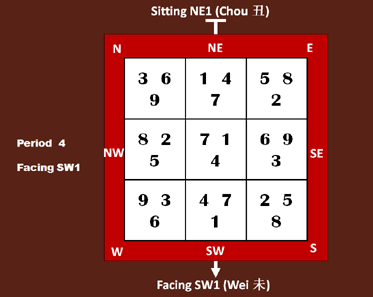 Sitting NE1 (Chou 丑)
N NE E
3 6 1 4 5 8
9 7 2
Period 4
NW 8 2 7 1 6 9 SE
5 4 3
Facing SW1
9 3 4 7 2 5
6 1 8
W SW S
Facing SW1 (Wei 未)